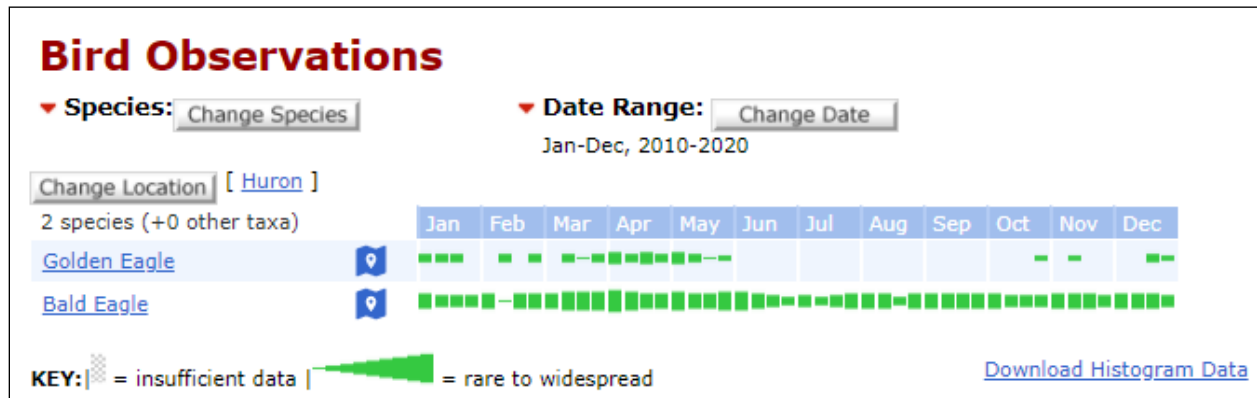 Bird Observations
Species: Change Species
Date Range: Change Date
Jan-Dec, 2010-2020
Change Location [ Huron ]
2 species (+0 other taxa) Jan Feb Mar Apr May Jun Jul Aug Sep Oct Nov Dec
Golden Eagle
Bald Eagle
KEY:| = insufficient data | = rare to widespread
Download Histogram Data